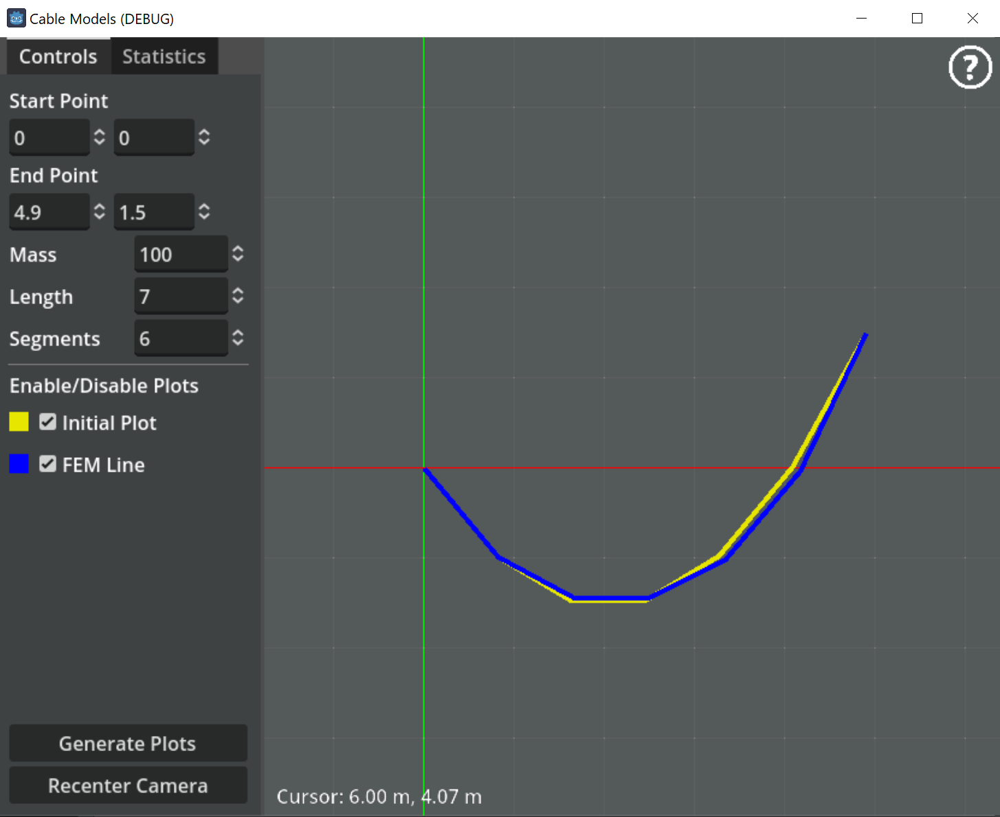 Cable Models (DEBUG)
Controls Statistics
Start Point
0 0
End Point
4.9 1.5
Mass 100
Length 7
Segments 6
Enable/Disable Plots
Initial Plot
FEM Line
Generate Plots
Recenter Camera
Cursor: 6.00 m, 4.07 m
?